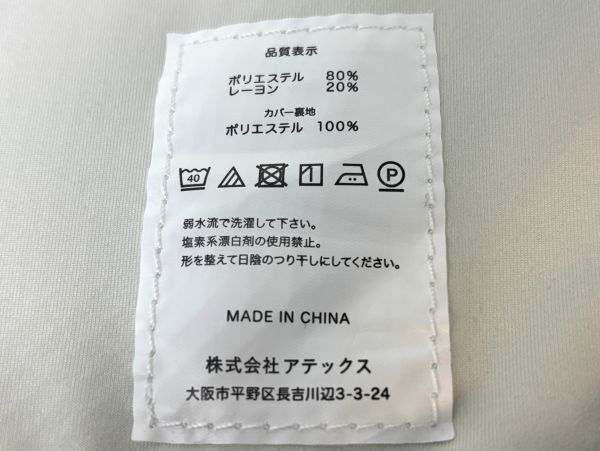 品質表示
ポリエステル 80%
レーヨン 20%
カバー裏地
ポリエステル 100%
40 P
弱水流で洗濯して下さい。
塩素系漂白剤の使用禁止。
形を整えて日陰のつり干しにしてください。
MADE IN CHINA
株式会社アテックス
大阪市平野区長吉川辺3-3-24